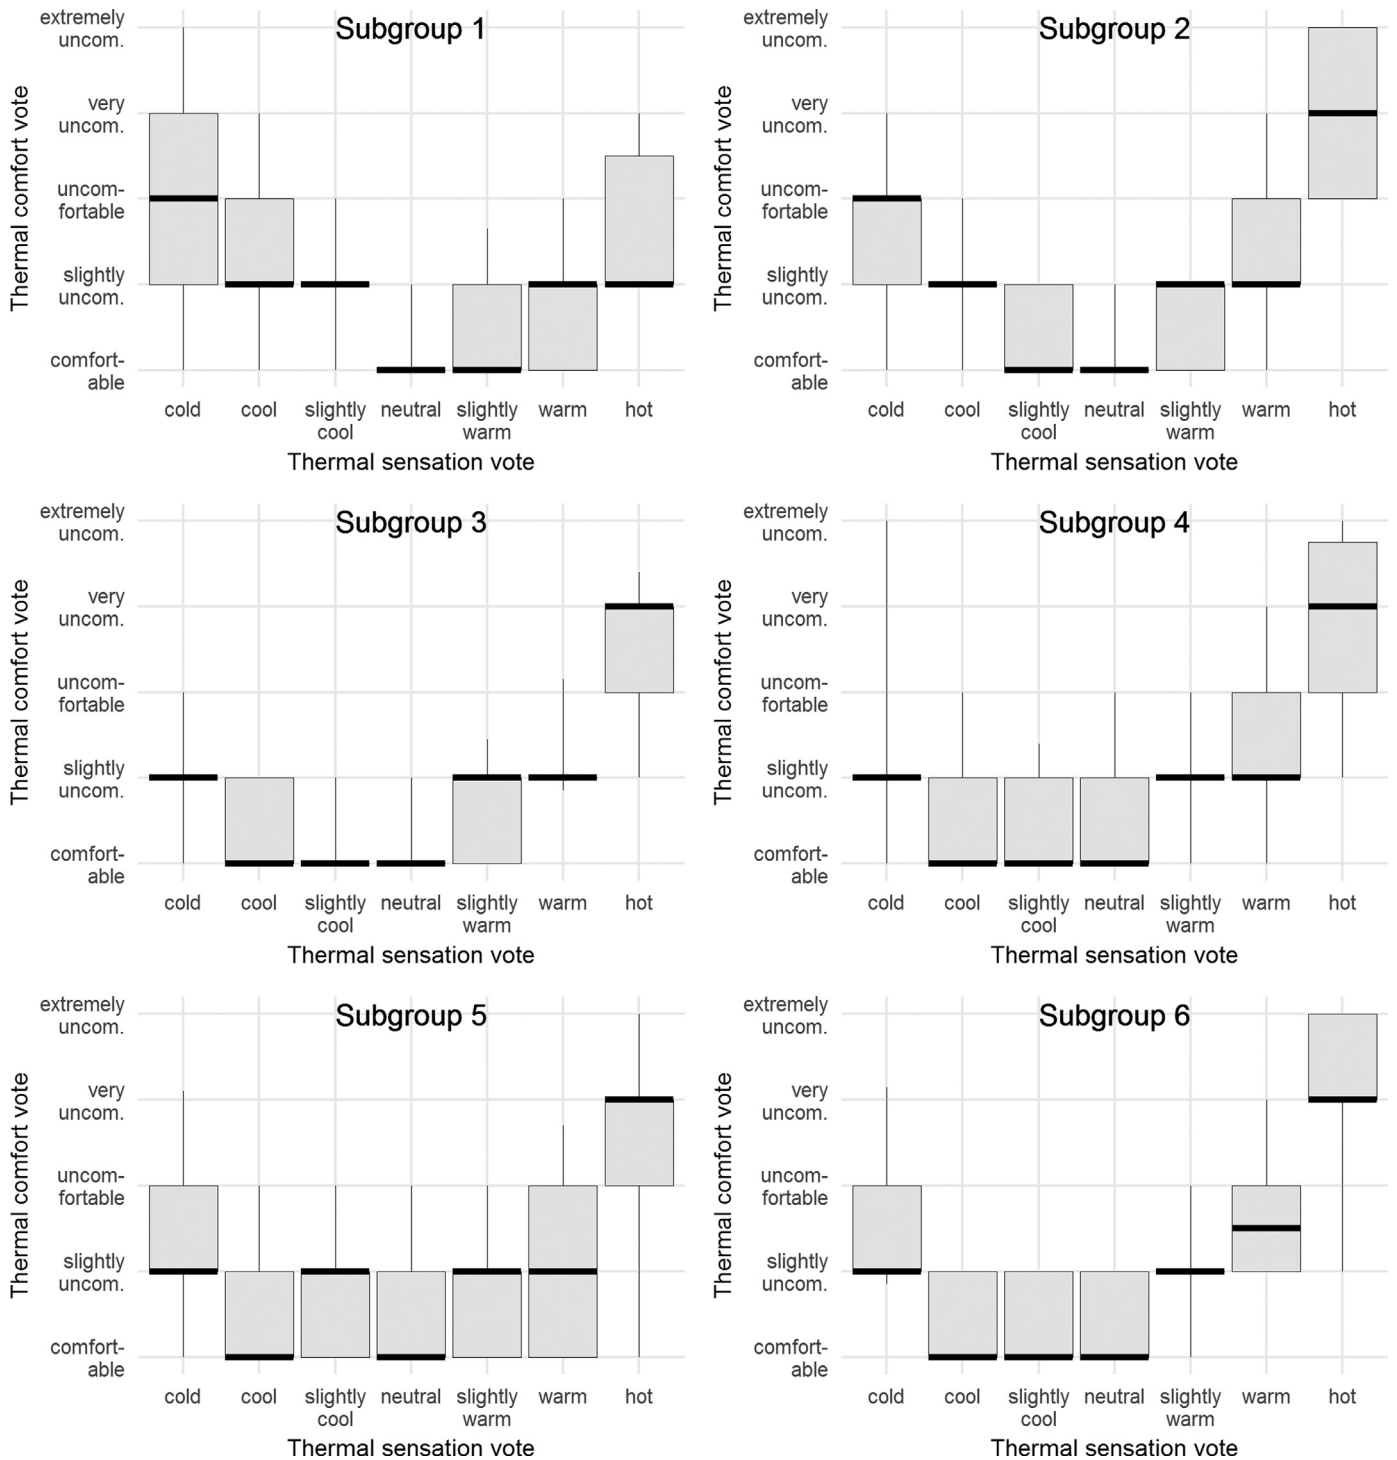 Subgroup 1
Thermal comfort vote
extremely
uncom.
very
uncom.
uncom-
fortable
slightly
uncom.
comfort-
able
cold cool slightly neutral slightly warm hot
cool warm
Thermal sensation vote
Subgroup 2
Thermal comfort vote
extremely
uncom.
very
uncom.
uncom-
fortable
slightly
uncom.
comfort-
able
cold cool slightly neutral slightly warm hot
cool warm
Thermal sensation vote
Subgroup 3
Thermal comfort vote
extremely
uncom.
very
uncom.
uncom-
fortable
slightly
uncom.
comfort-
able
cold cool slightly neutral slightly warm hot
cool warm
Thermal sensation vote
Subgroup 4
Thermal comfort vote
extremely
uncom.
very
uncom.
uncom-
fortable
slightly
uncom.
comfort-
able
cold cool slightly neutral slightly warm hot
cool warm
Thermal sensation vote
Subgroup 5
Thermal comfort vote
extremely
uncom.
very
uncom.
uncom-
fortable
slightly
uncom.
comfort-
able
cold cool slightly neutral slightly warm hot
cool warm
Thermal sensation vote
Subgroup 6
Thermal comfort vote
extremely
uncom.
very
uncom.
uncom-
fortable
slightly
uncom.
comfort-
able
cold cool slightly neutral slightly warm hot
cool warm
Thermal sensation vote